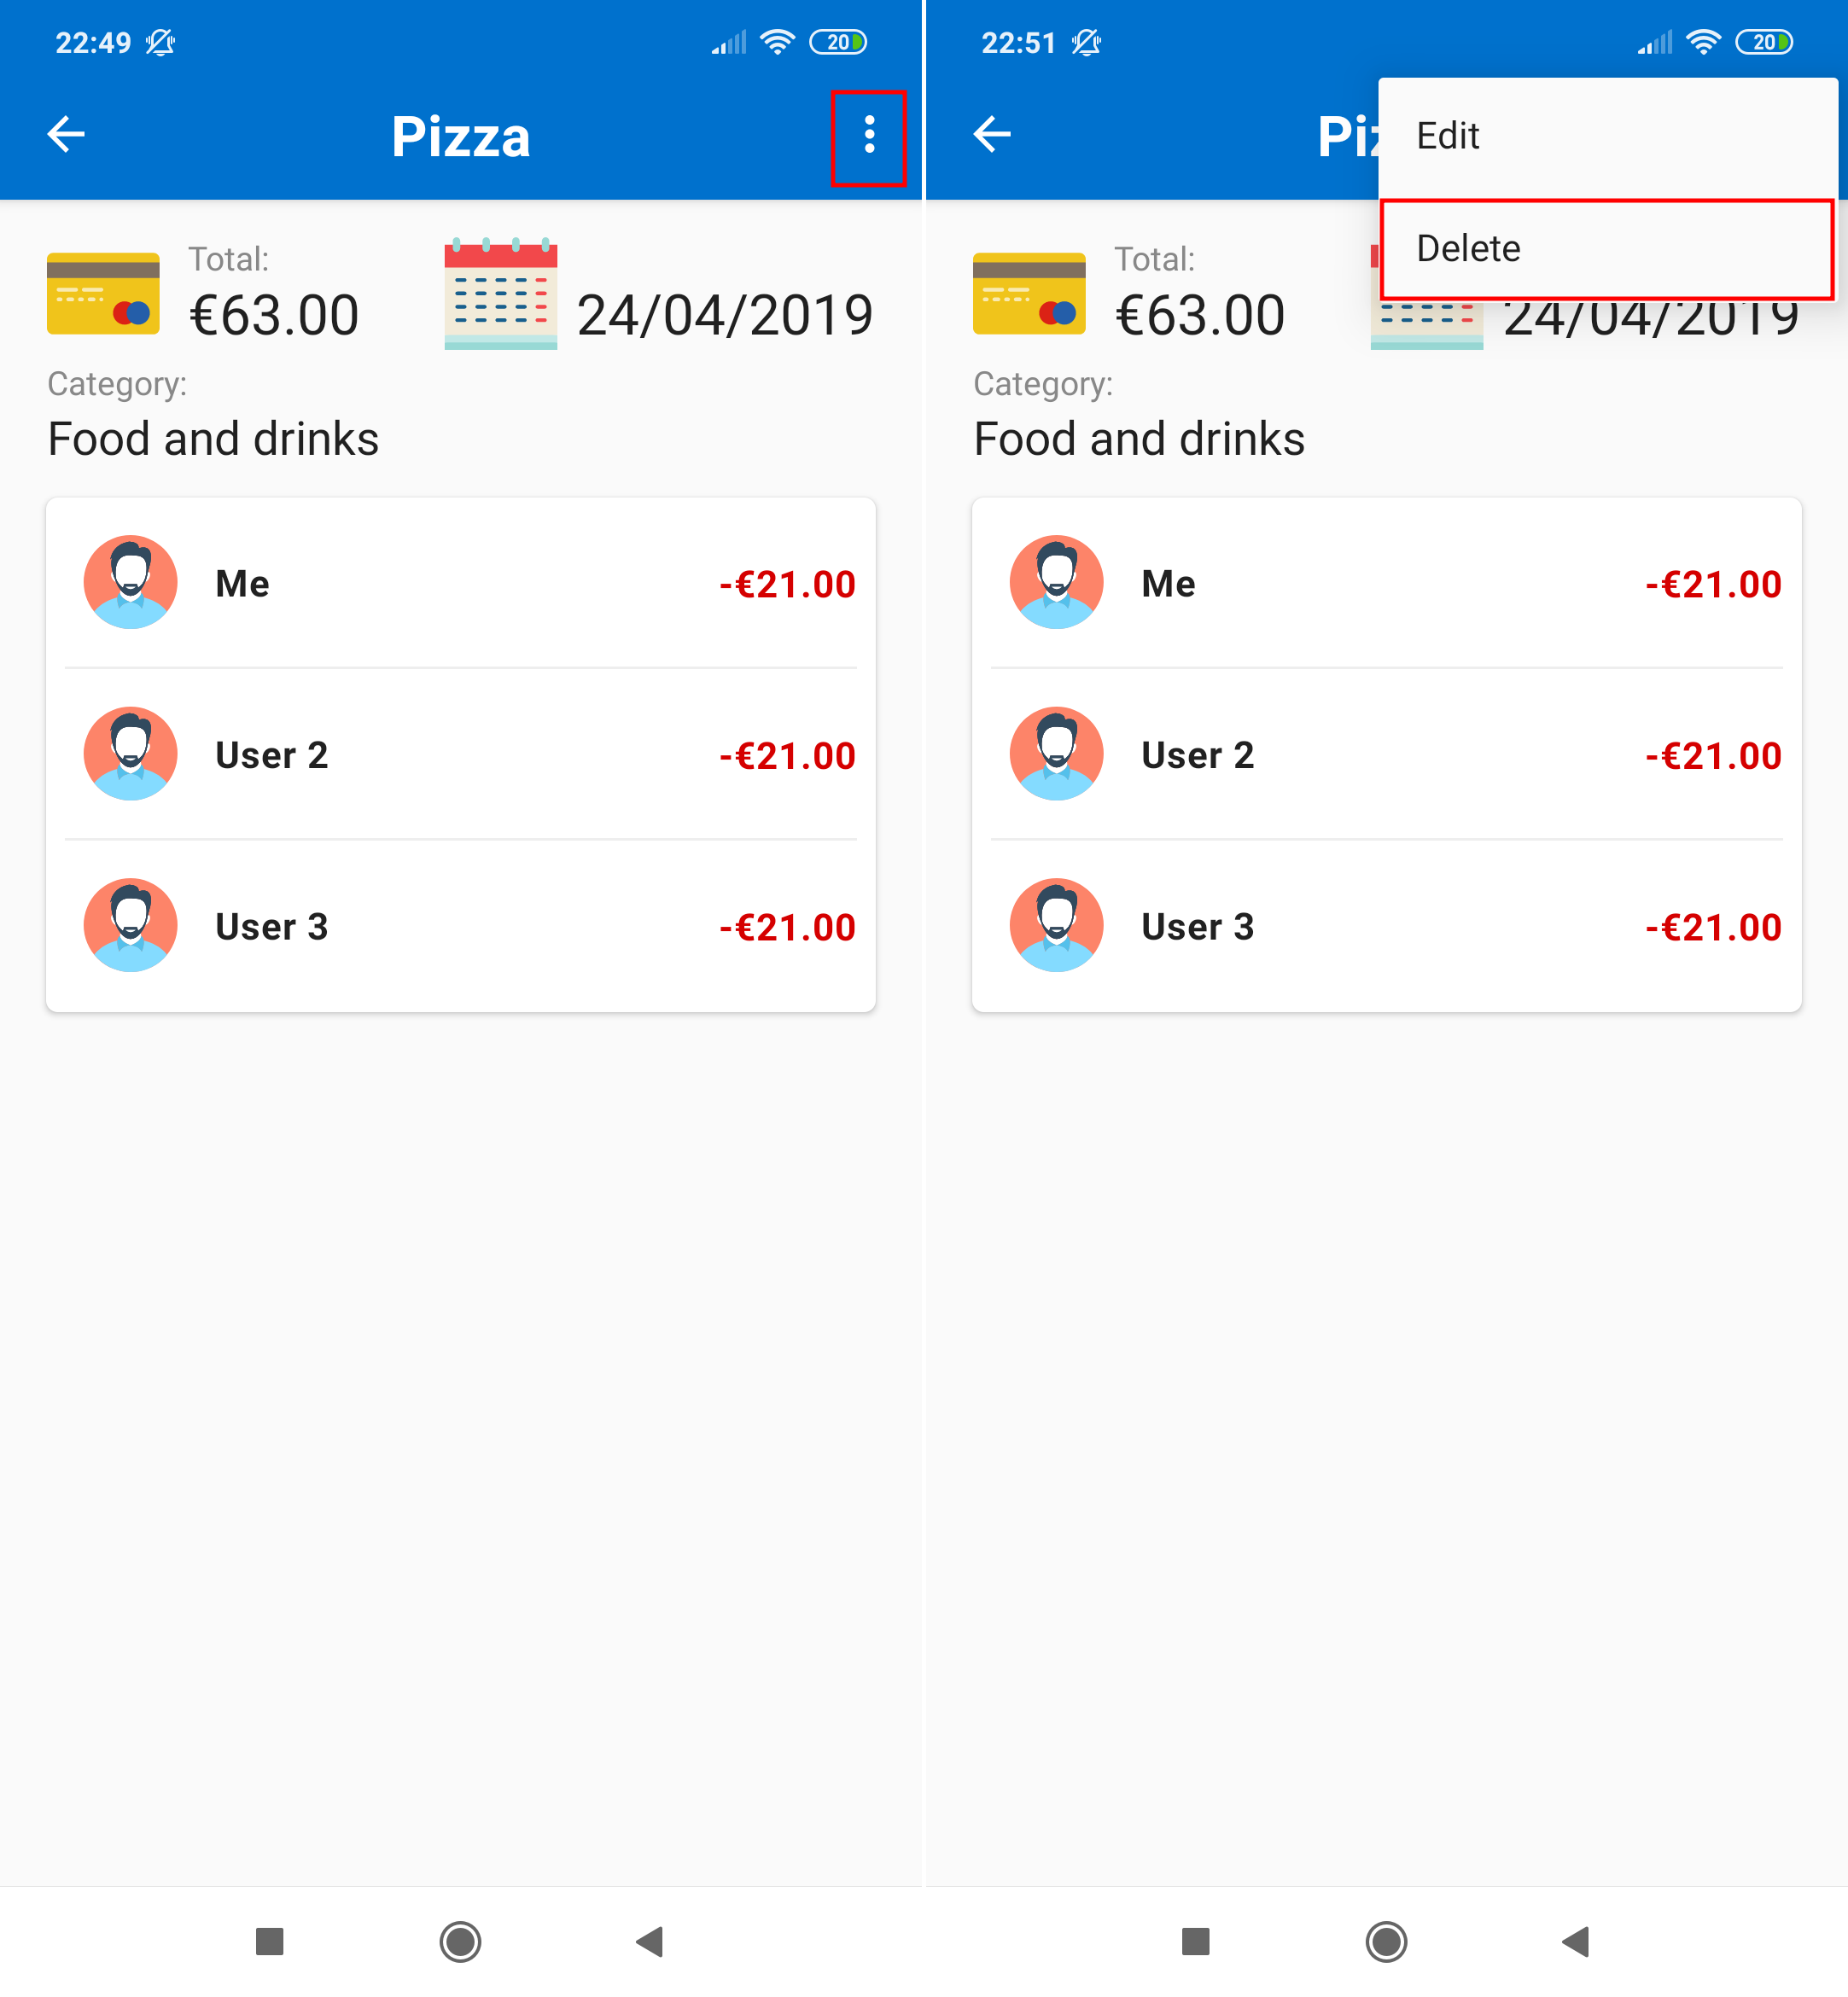 22:49
20
Pizza
Total:
€63.00
24/04/2019
Category:
Food and drinks
Me
-€21.00
User 2
-€21.00
User 3
-€21.00
22:51
20
Piz
Edit
Delete
Total:
€63.00
24/04/2019
Category:
Food and drinks
Me
-€21.00
User 2
-€21.00
User 3
-€21.00